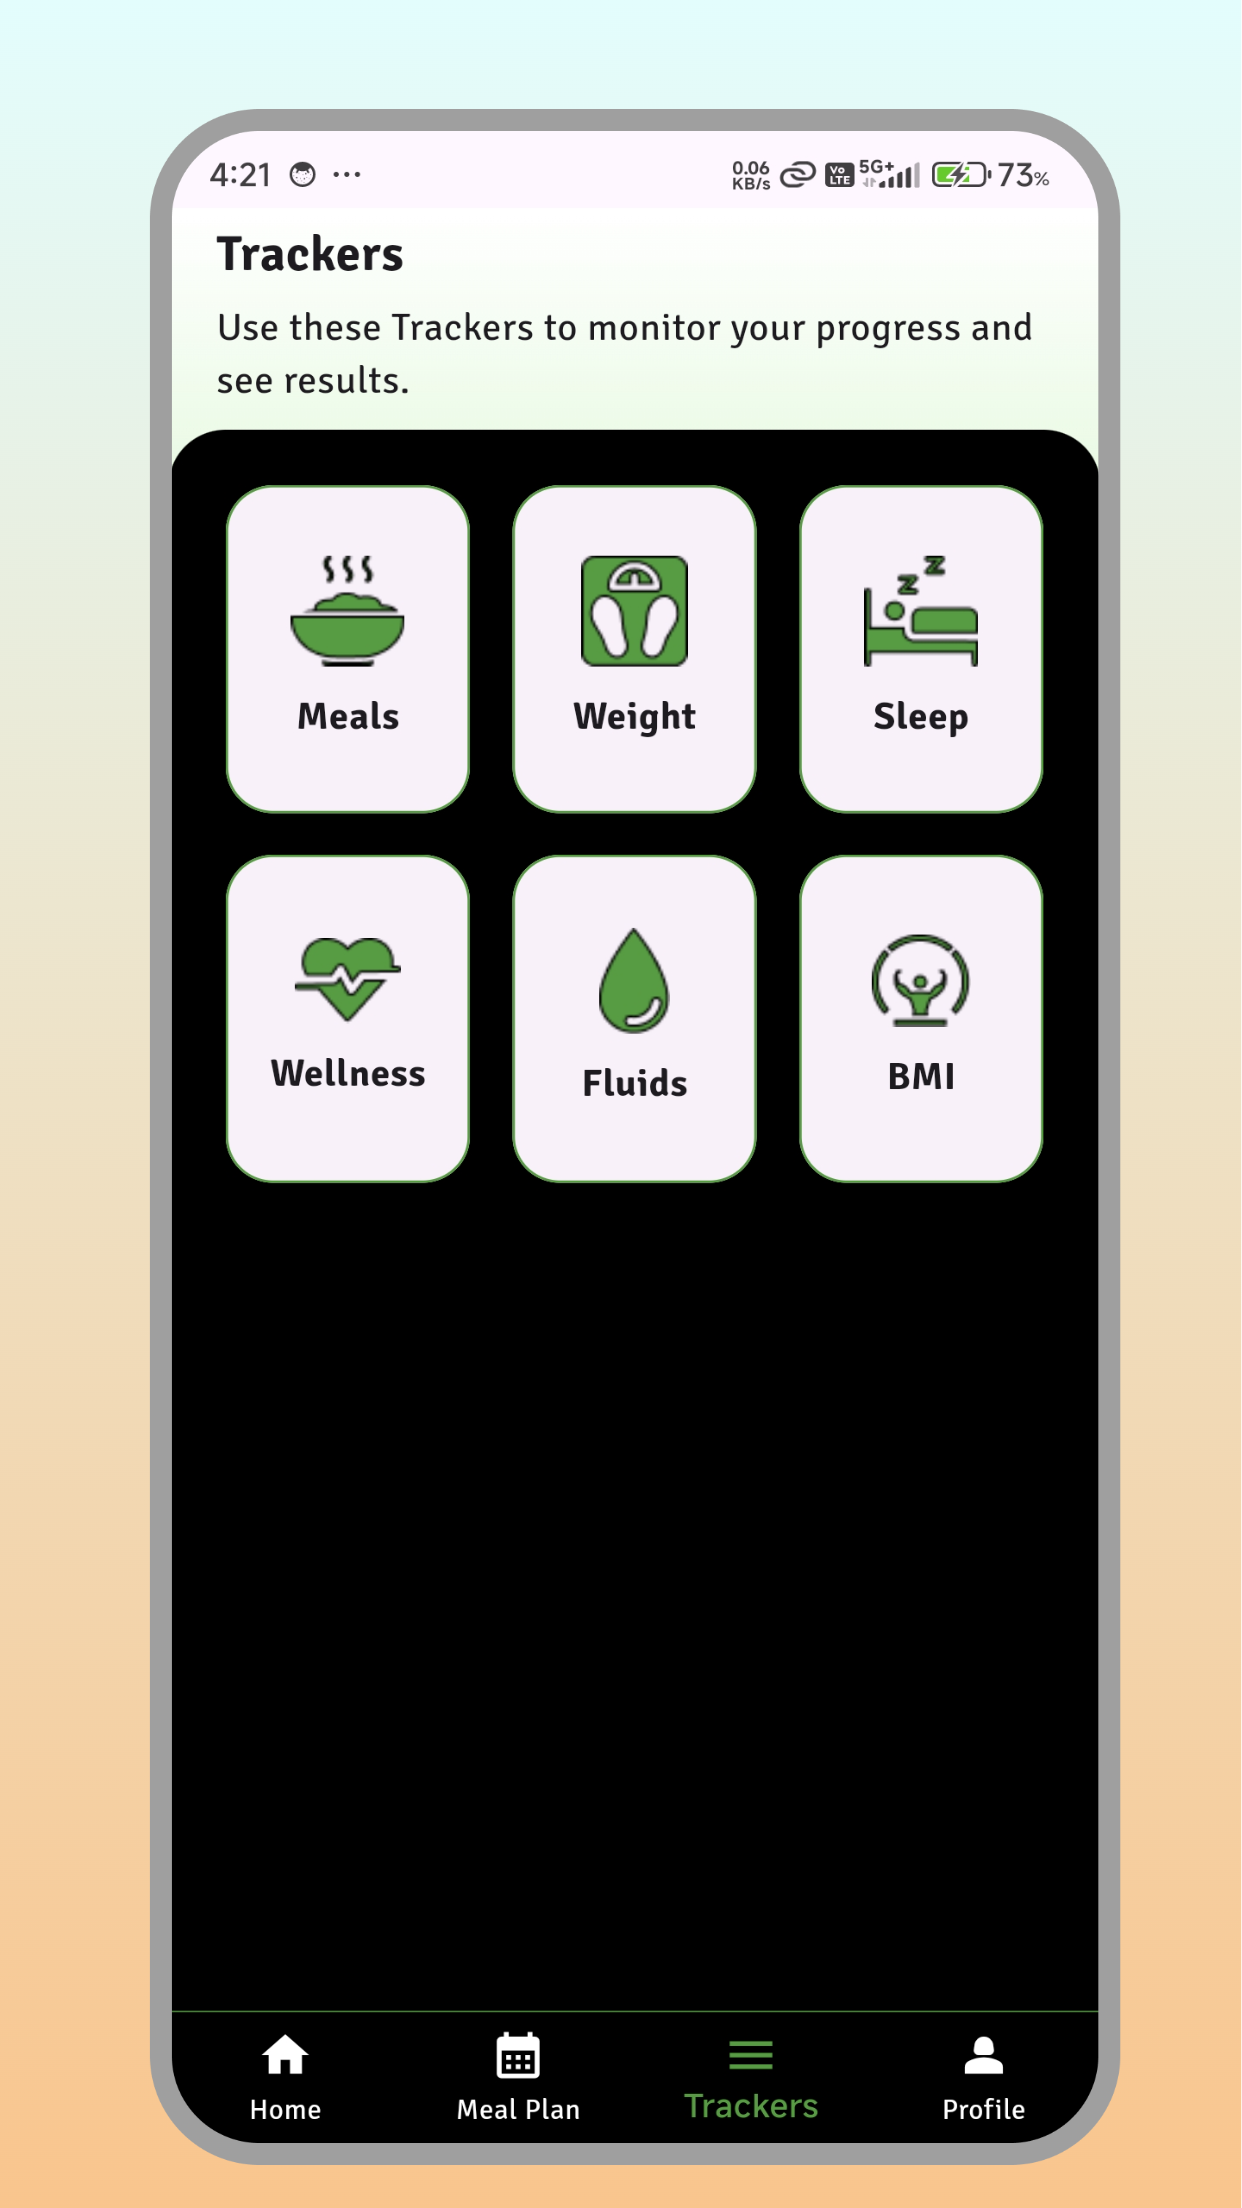 4:21 ...
0.06 KB/s Vo LTE 5G+ 73%
Trackers
Use these Trackers to monitor your progress and
see results.
Meals Weight Sleep
Wellness Fluids BMI
Home Meal Plan Trackers Profile